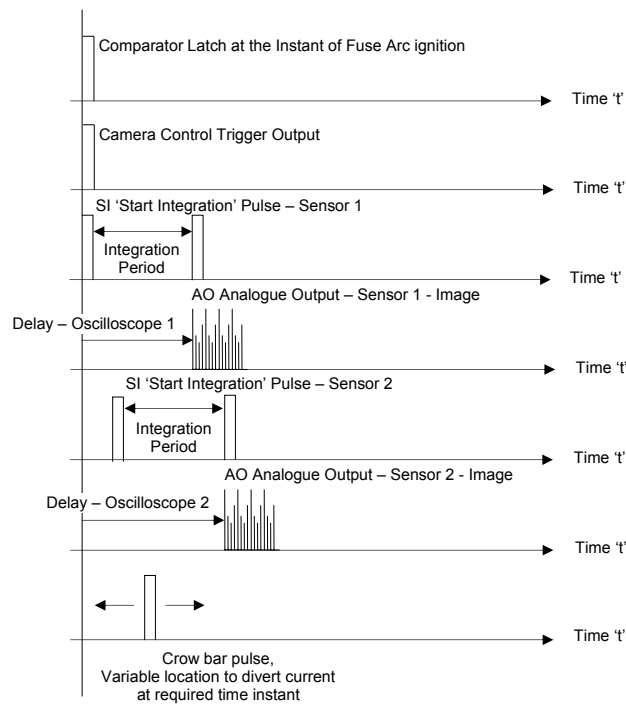 Comparator Latch at the Instant of Fuse Arc ignition
Time ‘t’
Camera Control Trigger Output
Time ‘t’
SI ‘Start Integration’ Pulse – Sensor 1
Integration
Period
Time ‘t’
AO Analogue Output – Sensor 1 - Image
Delay – Oscilloscope 1
Time ‘t’
SI ‘Start Integration’ Pulse – Sensor 2
Integration
Period
Time ‘t’
AO Analogue Output – Sensor 2 - Image
Delay – Oscilloscope 2
Time ‘t’
Time ‘t’
Crow bar pulse,
Variable location to divert current
at required time instant